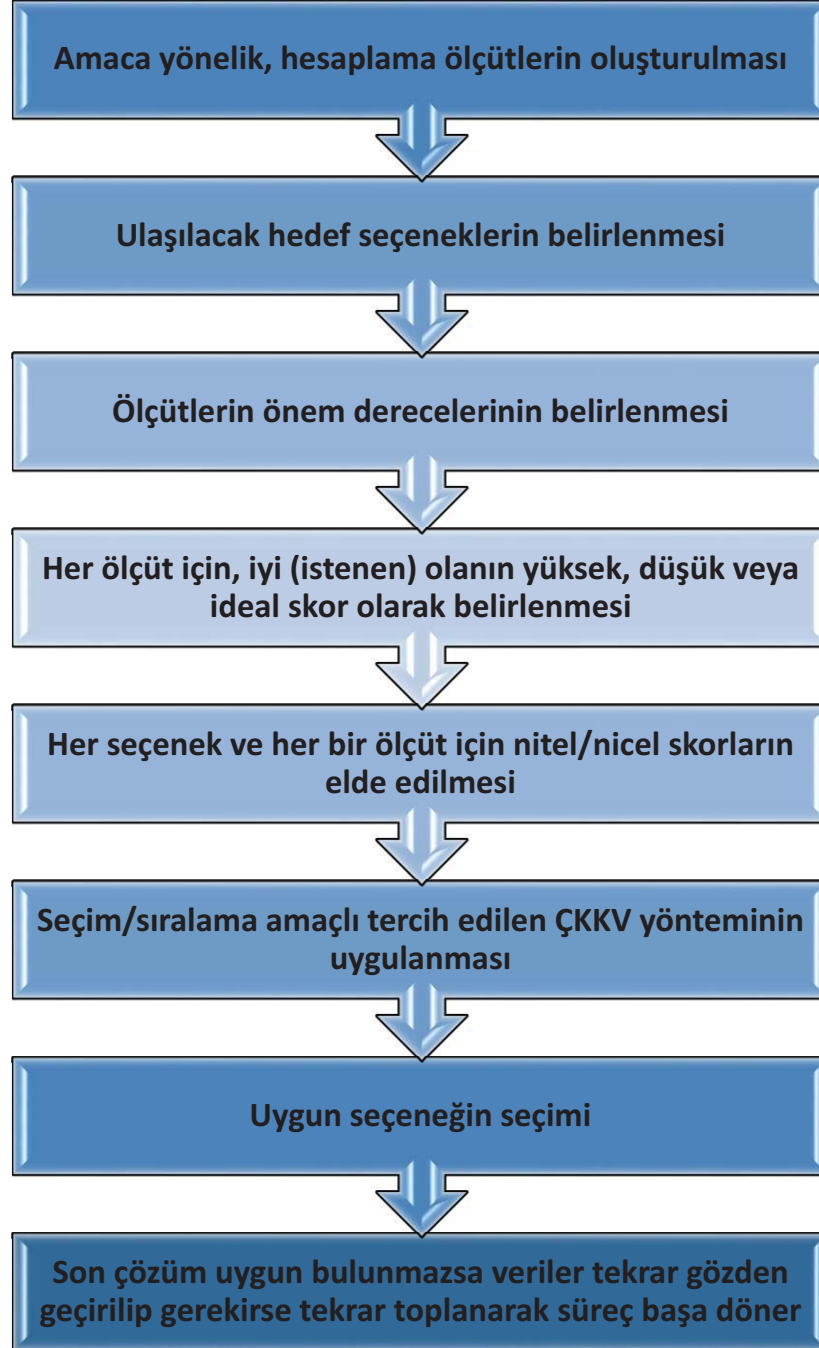 Amaca yönelik, hesaplama ölçütlerin oluşturulması
Ulaşılacak hedef seçeneklerin belirlenmesi
Ölçütlerin önem derecelerinin belirlenmesi
Her ölçüt için, iyi (istenen) olanın yüksek, düşük veya
ideal skor olarak belirlenmesi
Her seçenek ve her bir ölçüt için nitel/nicel skorların
elde edilmesi
Seçim/sıralama amaçlı tercih edilen ÇKKV yönteminin
uygulanması
Uygun seçeneğin seçimi
Son çözüm uygun bulunmazsa veriler tekrar gözden
geçirilip gerekirse tekrar toplanarak süreç başa döner